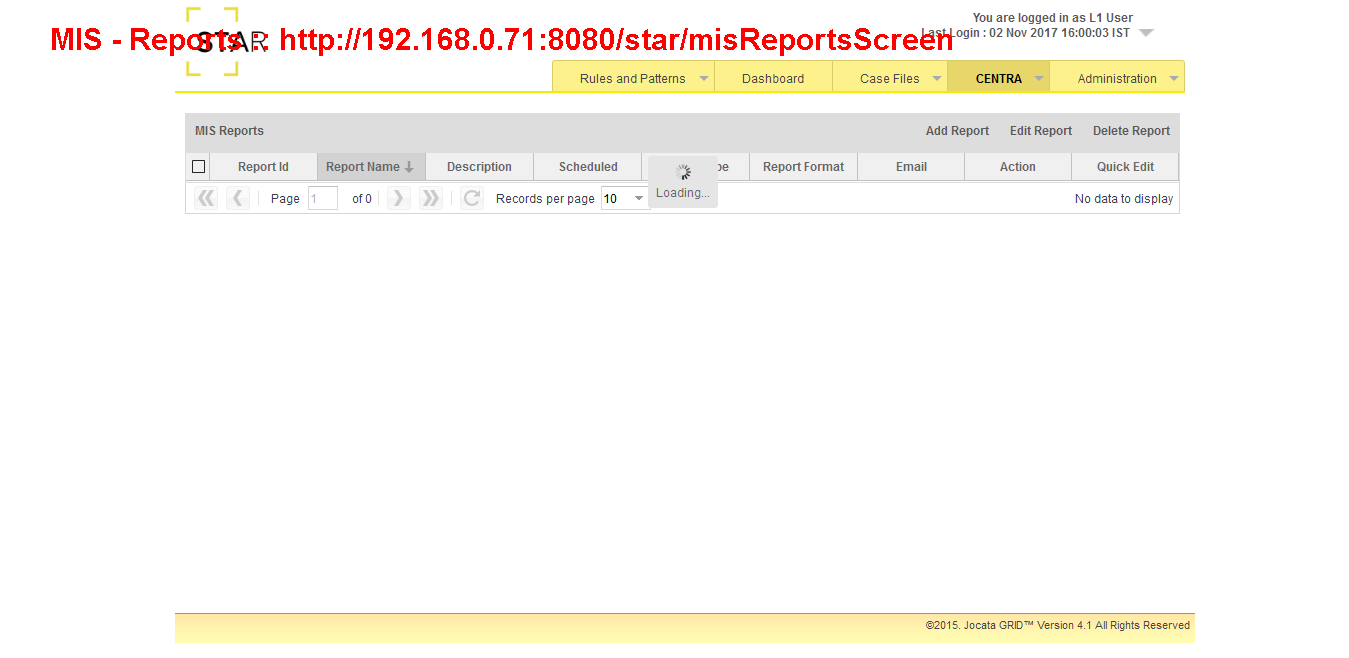 You are logged in as L1 User
MIS - Reports :: http://192.168.0.71:8080/star/misReportsScreen
STAR
Last Login : 02 Nov 2017 16:00:03 IST
Rules and Patterns Dashboard Case Files CENTRA Administration
MIS Reports Add Report Edit Report Delete Report
Report Id Report Name Description Scheduled Report Format Email Action Quick Edit
Loading...
Page 1 of 0 Records per page 10 No data to display
©2015. Jocata GRID™ Version 4.1 All Rights Reserved